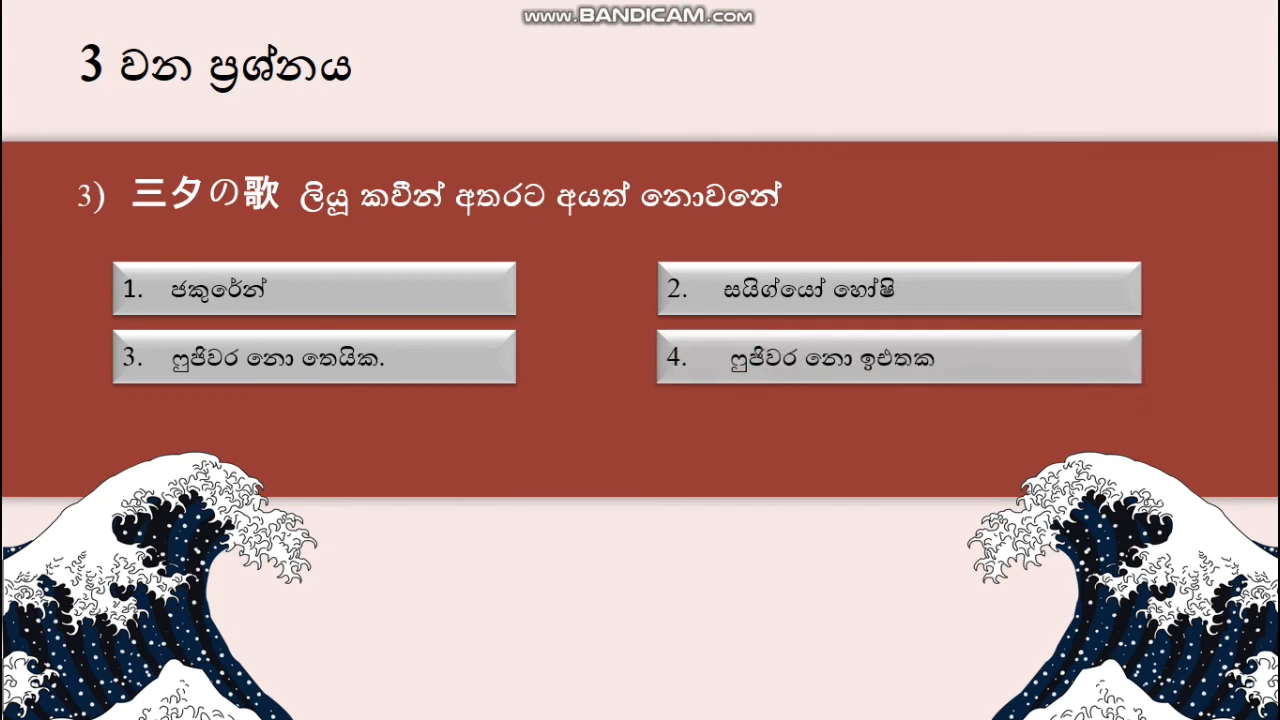 www.BANDICAM.com
3 වන ප්‍රශ්නය
3) 三夕の歌 ලියූ කවීන් අතරට අයත් නොවනේ
1. ජකුරේන්
2. සයිග්යෝ හෝෂි
3. ෆුජිවර නො තෙයික.
4. ෆුජිවර නො ඉඑතක